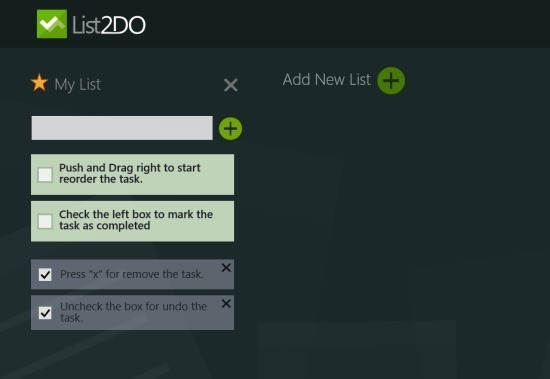 List2DO
My List
Add New List
Push and Drag right to start
reorder the task.
Check the left box to mark the
task as completed
Press "x" for remove the task.
Uncheck the box for undo the
task.